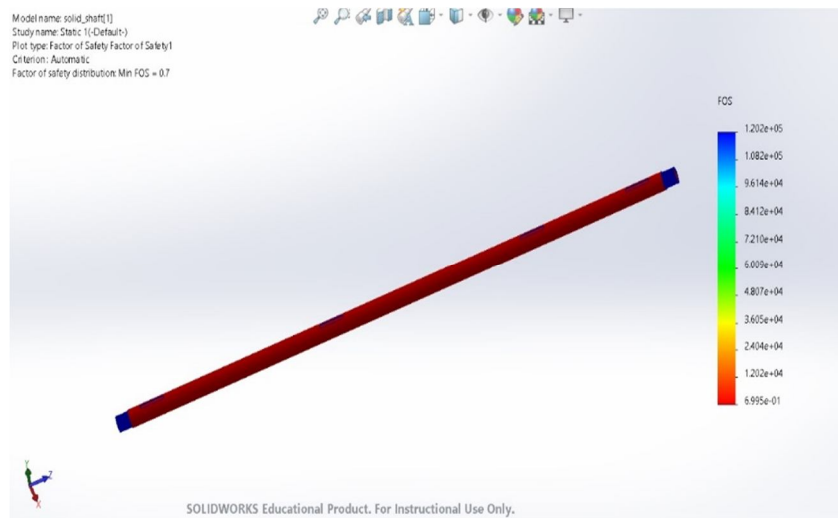 Model name: solid_shaft[1]
Study name: Static 1(-Default-)
Plot type: Factor of Safety Factor of Safety1
Criterion: Automatic
Factor of safety distribution: Min FOS = 0.7
FOS
1.202e+05
1.082e+05
9.614e+04
8.412e+04
7.210e+04
6.009e+04
4.807e+04
3.605e+04
2.404e+04
1.202e+04
6.995e-01
Y
Z
X
SOLIDWORKS Educational Product. For Instructional Use Only.